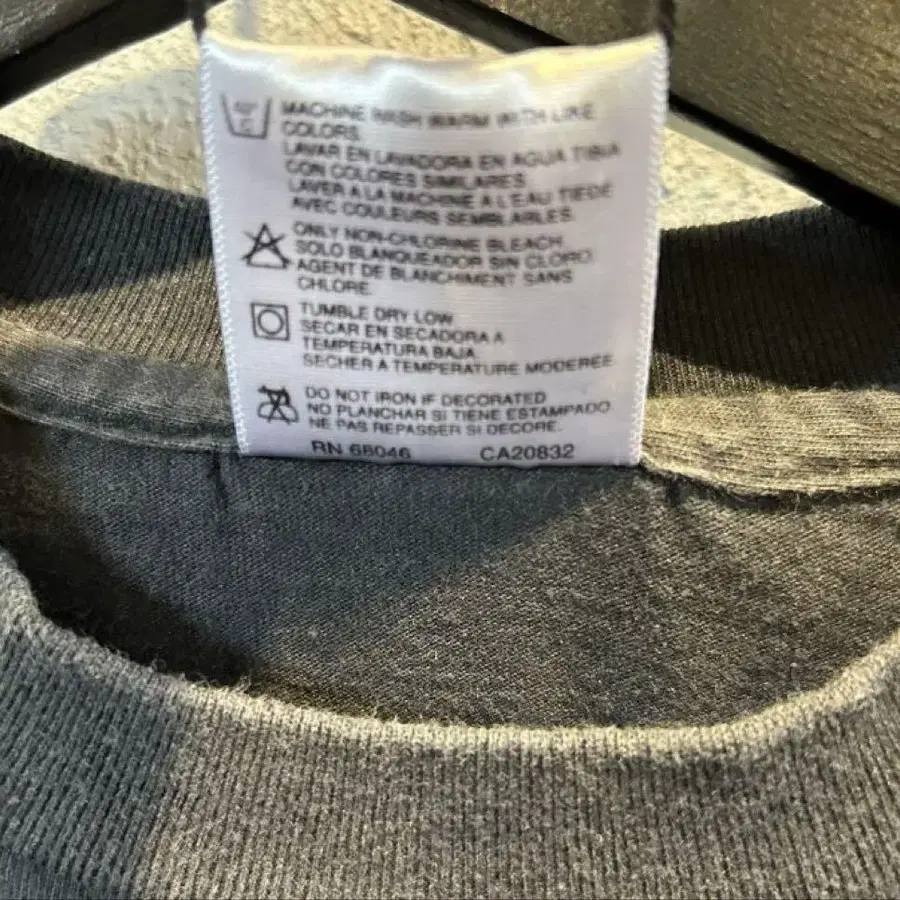 MACHINE WASH WARM WITH LIKE
COLORS.
LAVAR EN LAVADORA EN AGUA TIBIA
CON COLORES SIMILARES.
LAVER A LA MACHINE A L'EAU TIEDE
AVEC COULEURS SEMBLABLES.
ONLY NON-CHLORINE BLEACH.
SOLO BLANQUEADOR SIN CLORO.
AGENT DE BLANCHIMENT SANS
CHLORE.
TUMBLE DRY LOW
SECAR EN SECADORA A
TEMPERATURA BAJA.
SECHER A TEMPERATURE MODEREE
DO NOT IRON IF DECORATED
NO PLANCHAR SI TIENE ESTAMPADO
NE PAS REPASSER SI DECORE.
RN 68046 CA20832